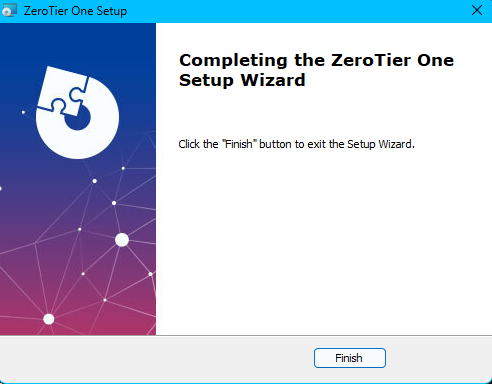 ZeroTier One Setup
Completing the ZeroTier One
Setup Wizard
Click the "Finish" button to exit the Setup Wizard.
Finish